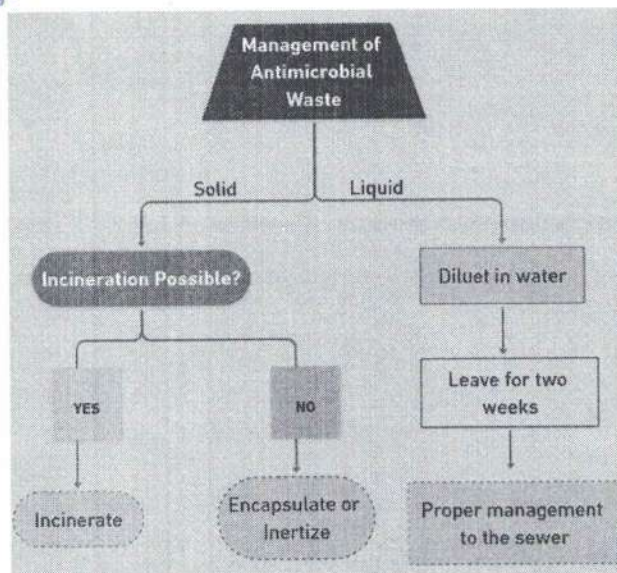 Management of
Antimicrobial
Waste
Solid
Liquid
Incineration Possible?
Diluet in water
YES
NO
Leave for two
weeks
Incinerate
Encapsulate or
Inertize
Proper management
to the sewer